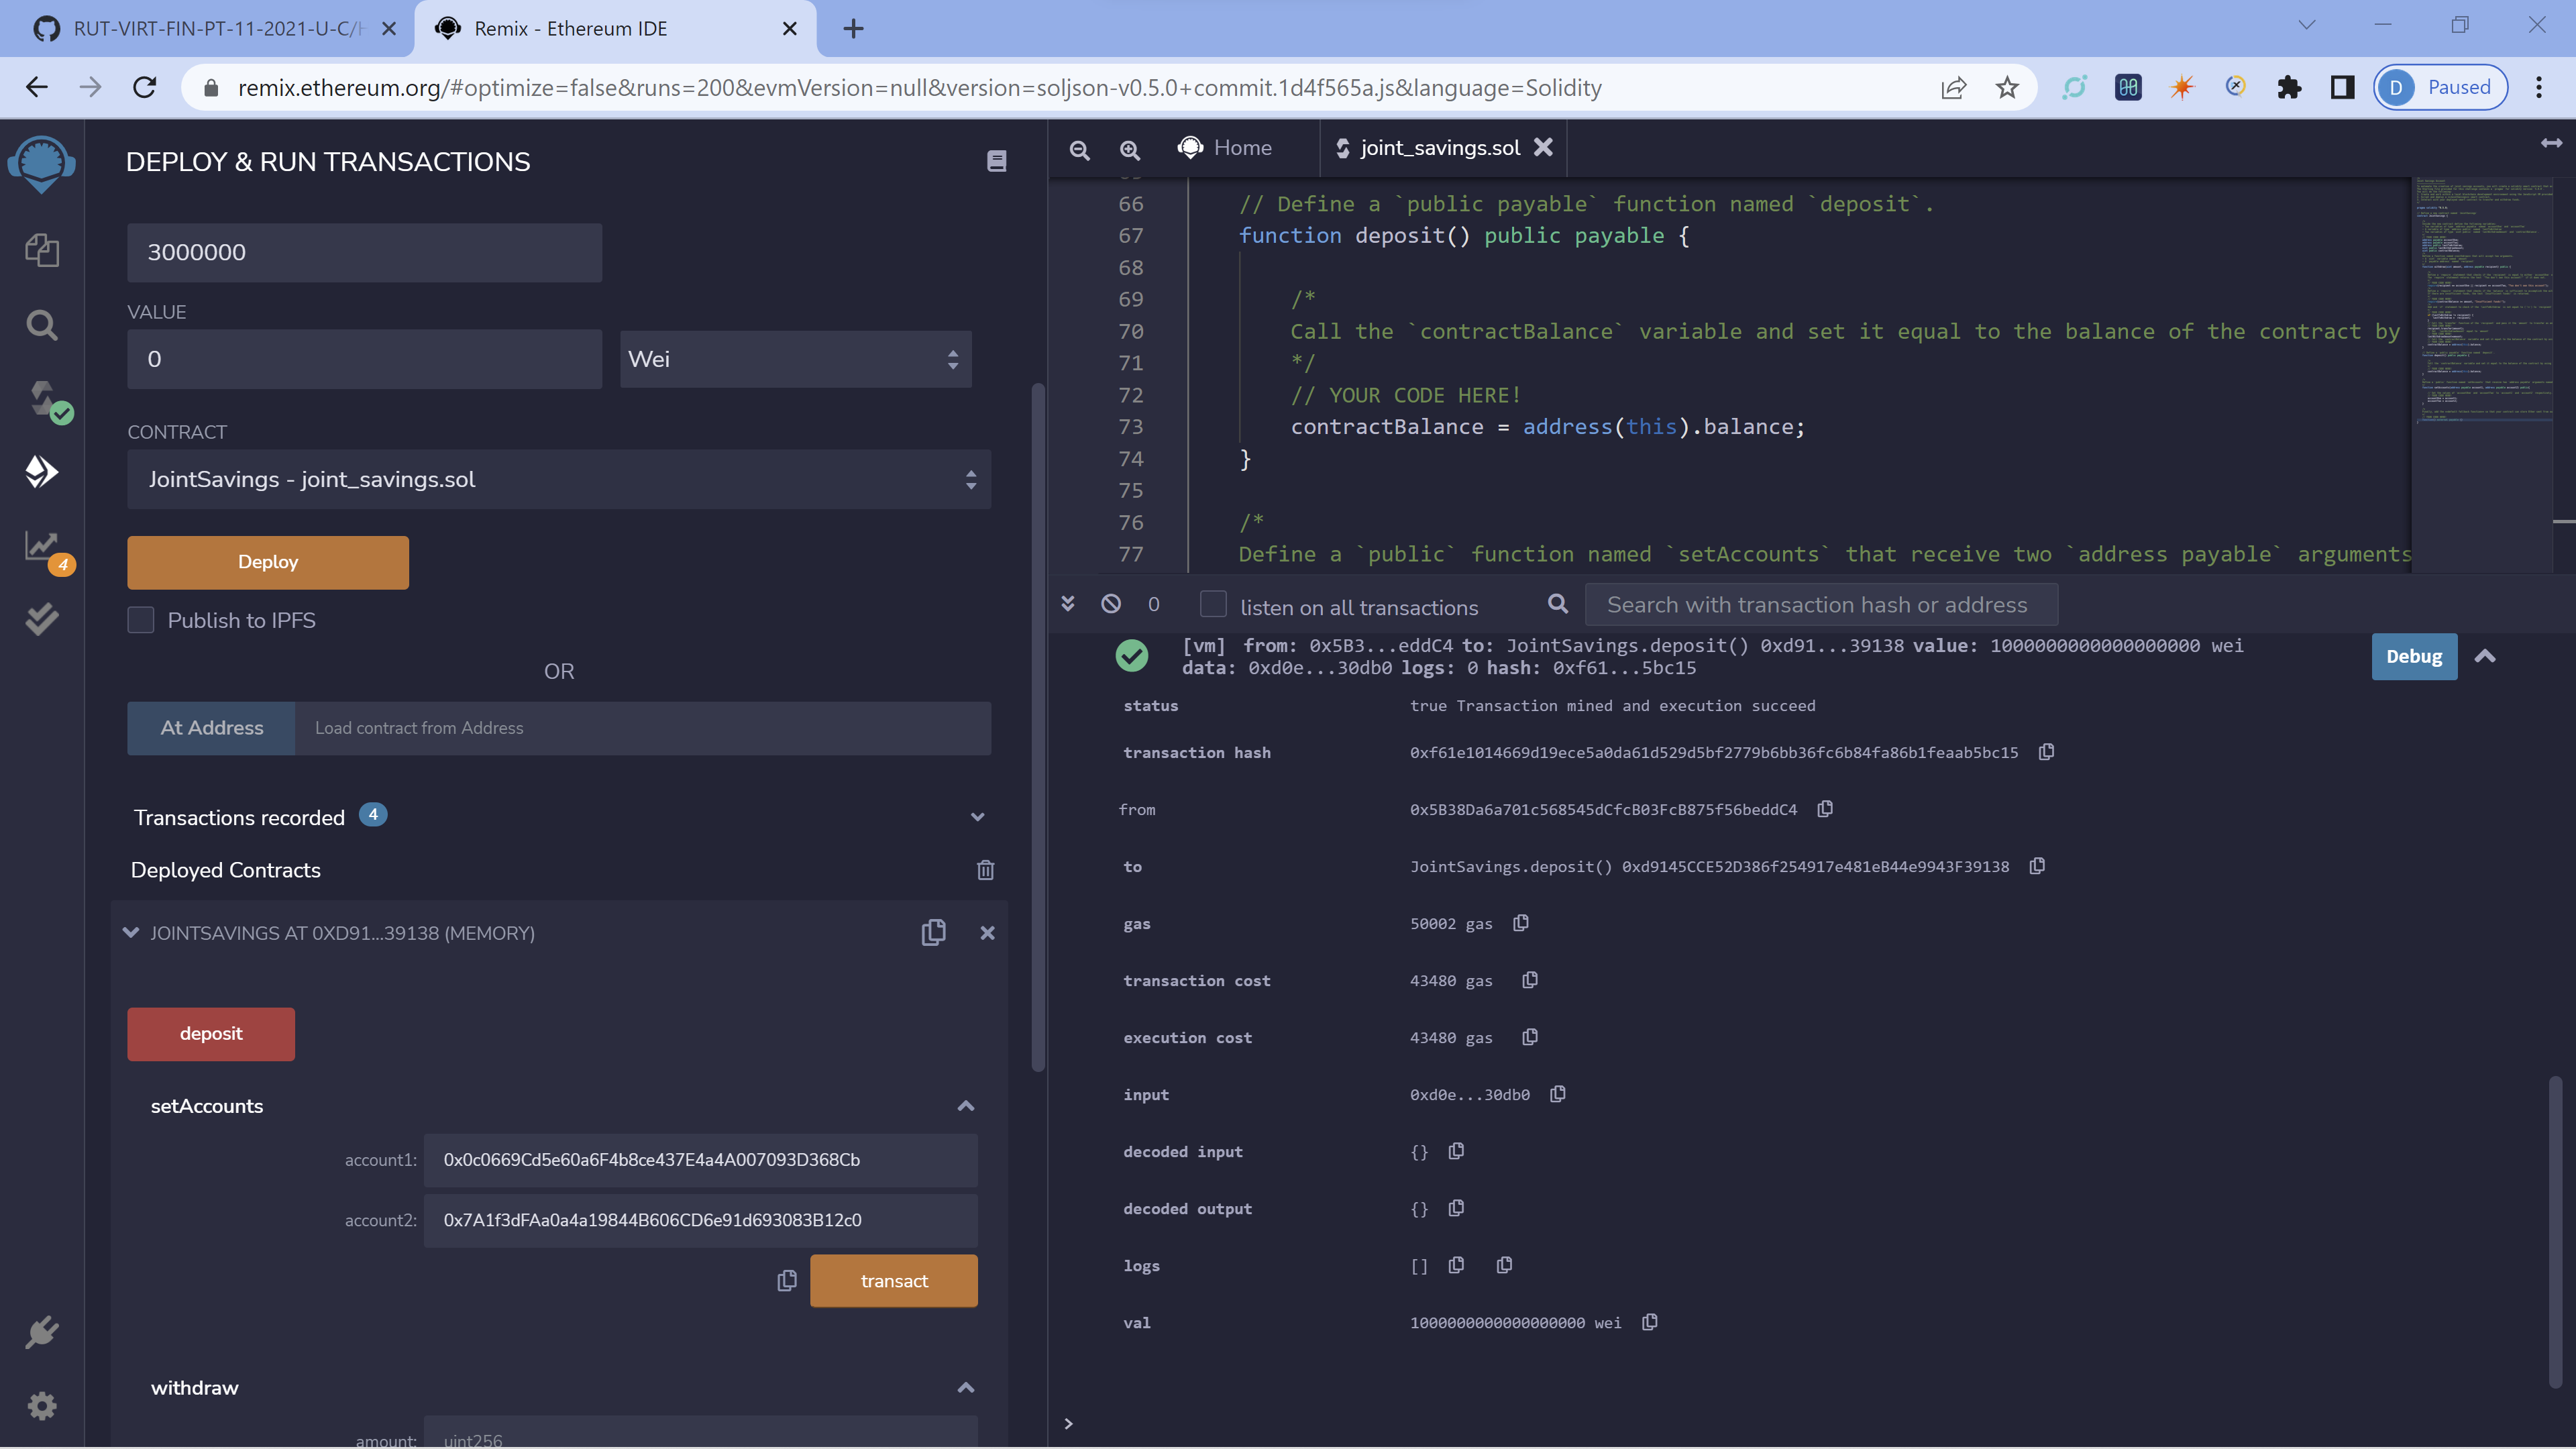 RUT-VIRT-FIN-PT-11-2021-U-C/
Remix - Ethereum IDE
remix.ethereum.org/#optimize=false&runs=200&evmVersion=null&version=soljson-v0.5.0+commit.1d4f565a.js&language=Solidity
D Paused
DEPLOY & RUN TRANSACTIONS
3000000
VALUE
0
Wei
CONTRACT
JointSavings - joint_savings.sol
Deploy
Publish to IPFS
OR
At Address
Load contract from Address
Transactions recorded 4
Deployed Contracts
JOINTSAVINGS AT 0XD91...39138 (MEMORY)
deposit
setAccounts
account1: 0x0c0669Cd5e60a6F4b8ce437E4a4A007093D368Cb
account2: 0x7A1f3dFAa0a4a19844B606CD6e91d693083B12c0
transact
withdraw
amount: uint256
4
Home
joint_savings.sol
66 // Define a `public payable` function named `deposit`.
67 function deposit() public payable {
68
69 /*
70 Call the `contractBalance` variable and set it equal to the balance of the contract by
71 */
72 // YOUR CODE HERE!
73 contractBalance = address(this).balance;
74 }
75
76 /*
77 Define a `public` function named `setAccounts` that receive two `address payable` arguments
0
listen on all transactions
Search with transaction hash or address
[vm] from: 0x5B3...eddC4 to: JointSavings.deposit() 0xd91...39138 value: 1000000000000000000 wei
data: 0xd0e...30db0 logs: 0 hash: 0xf61...5bc15
Debug
status true Transaction mined and execution succeed
transaction hash 0xf61e1014669d19ece5a0da61d529d5bf2779b6bb36fc6b84fa86b1feaab5bc15
from 0x5B38Da6a701c568545dCfcB03FcB875f56beddC4
to JointSavings.deposit() 0xd9145CCE52D386f254917e481eB44e9943F39138
gas 50002 gas
transaction cost 43480 gas
execution cost 43480 gas
input 0xd0e...30db0
decoded input {}
decoded output {}
logs []
val 1000000000000000000 wei
>